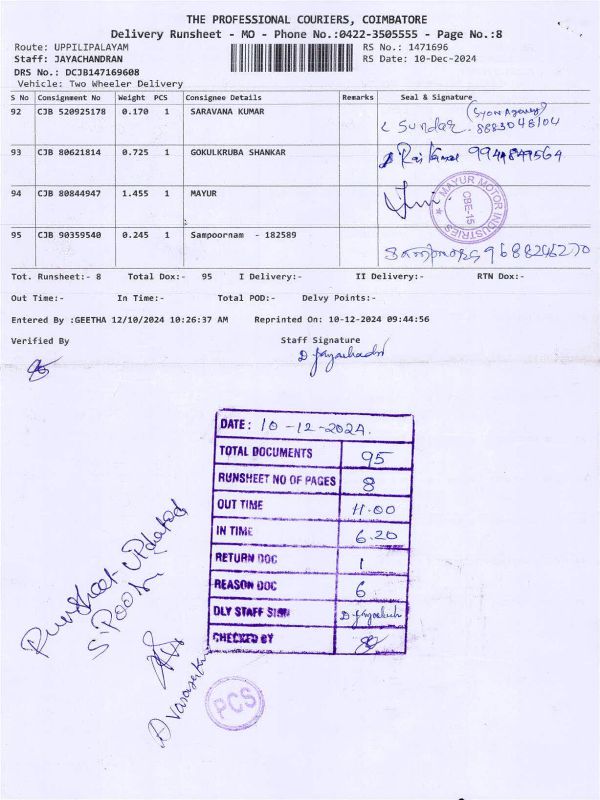 THE PROFESSIONAL COURIERS, COIMBATORE
Delivery Runsheet - MO - Phone No.:0422-3505555 - Page No.:8
Route: UPPILIPALAYAM RS No.: 1471696
Staff: JAYACHANDRAN RS Date: 10-Dec-2024
DRS No.: DCJB147169608
Vehicle: Two Wheeler Delivery
S No Consignment No Weight PCS Consignee Details Remarks Seal & Signature
92 CJB 520925178 0.170 1 SARAVANA KUMAR
Sundar
93 CJB 80621814 0.725 1 GOKULKRUBA SHANKAR
94 CJB 80844947 1.455 1 MAYUR
MAYUR MOTOR INDUSTRIES
CBE-15
95 CJB 90359540 0.245 1 Sampoornam - 182589
Tot. Runsheet:- 8 Total Dox:- 95 I Delivery:- II Delivery:- RTN Dox:-
Out Time:- In Time:- Total POD:- Delvy Points:-
Entered By :GEETHA 12/10/2024 10:26:37 AM Reprinted On: 10-12-2024 09:44:56
Verified By Staff Signature
DATE: 10-12-2024.
TOTAL DOCUMENTS 95
RUNSHEET NO OF PAGES 8
OUT TIME 11.00
IN TIME 6.20
RETURN DOC 1
REASON DOC 6
DLY STAFF SIGN
CHECKED BY
Runsheet Updated
PCS